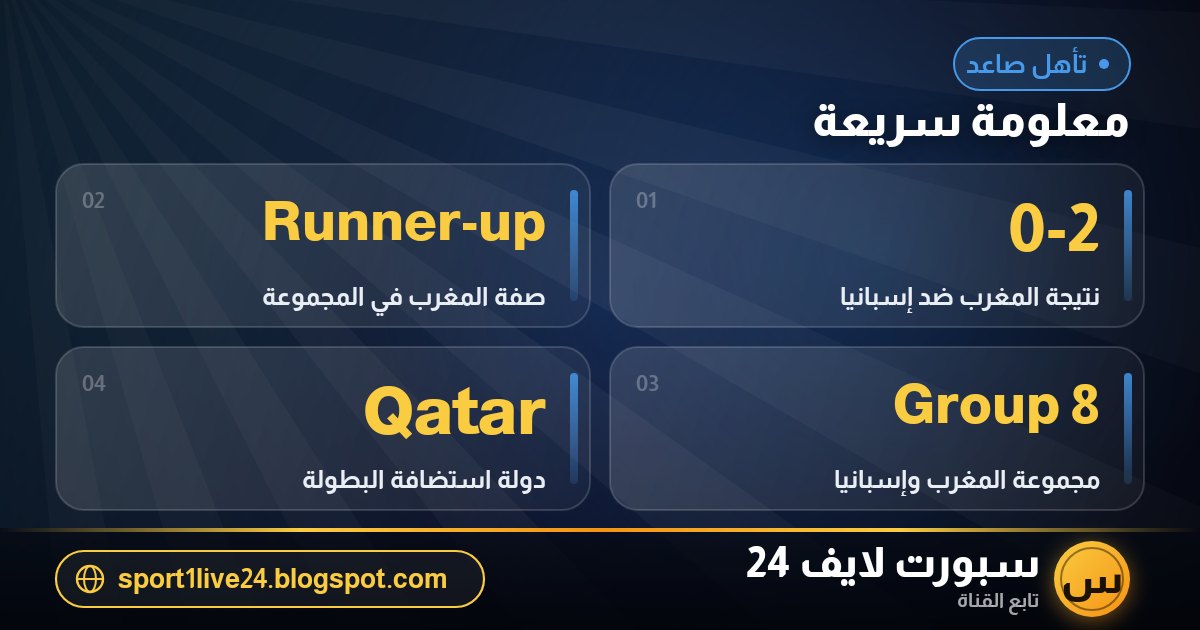 تأهل صاعد
معلومة سريعة
01
0-2
نتيجة المغرب ضد إسبانيا
02
Runner-up
صفة المغرب في المجموعة
03
Group 8
مجموعة المغرب وإسبانيا
04
Qatar
دولة استضافة البطولة
س
سبورت لايف 24
تابع القناة
sport1live24.blogspot.com